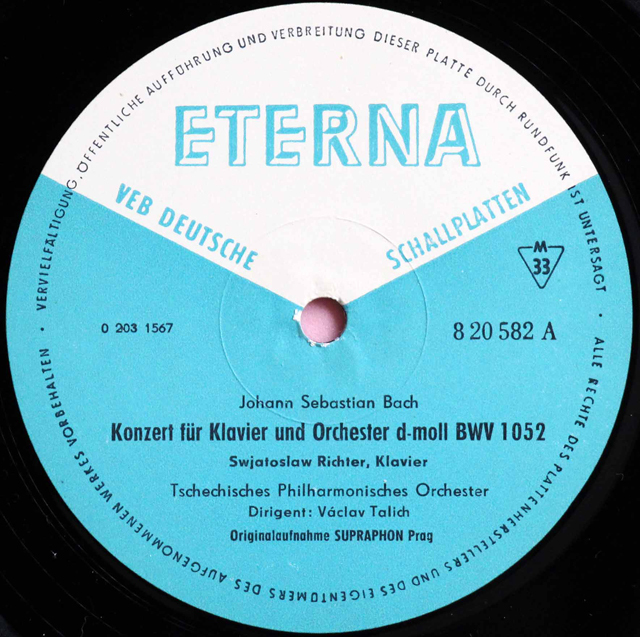 ETERNA
VEB DEUTSCHE SCHALLPLATTEN
M
33
0 203 1567
8 20 582 A
Johann Sebastian Bach
Konzert für Klavier und Orchester d-moll BWV 1052
Swjatoslaw Richter, Klavier
Tschechisches Philharmonisches Orchester
Dirigent: Václav Talich
Originalaufnahme SUPRAPHON Prag
· ALLE RECHTE DES PLATTENHERSTELLERS UND DES EIGENTÜMERS DES AUFGENOMMENEN WERKES VORBEHALTEN · VERVIELFÄLTIGUNG, ÖFFENTLICHE AUFFÜHRUNG UND VERBREITUNG DIESER PLATTE DURCH RUNDFUNK IST UNTERSAGT